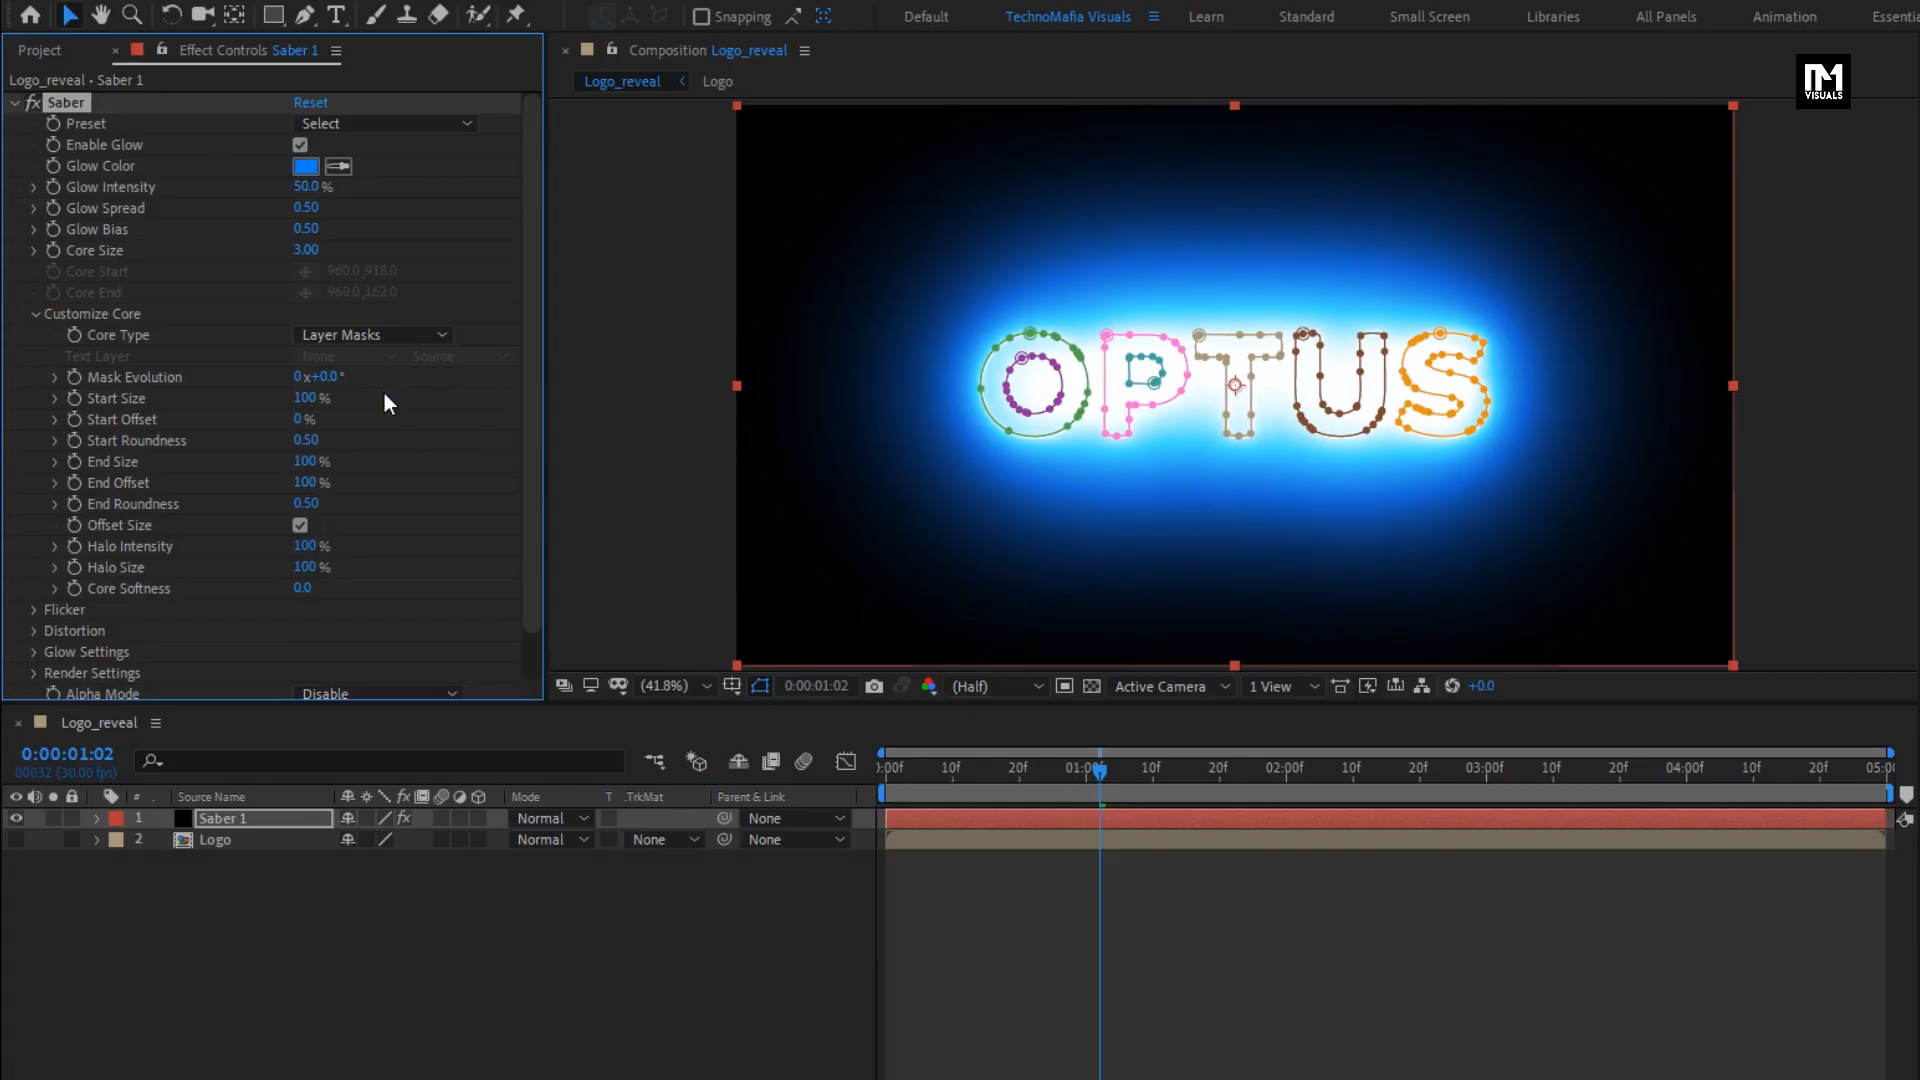 Snapping
Default
TechnoMafia Visuals
Learn
Standard
Small Screen
Libraries
All Panels
Animation
Essentia
Project
Effect Controls Saber 1
Composition Logo_reveal
Logo_reveal • Saber 1
Logo_reveal
Logo
M
VISUALS
fx Saber Reset
Preset Select
Enable Glow
Glow Color
Glow Intensity 50.0 %
Glow Spread 0.50
Glow Bias 0.50
Core Size 3.00
Core Start 960.0,918.0
Core End 960.0,162.0
Customize Core
Core Type Layer Masks
Text Layer None Source
Mask Evolution 0 x+0.0 °
Start Size 100 %
Start Offset 0 %
Start Roundness 0.50
End Size 100 %
End Offset 100 %
End Roundness 0.50
Offset Size
Halo Intensity 100 %
Halo Size 100 %
Core Softness 0.0
Flicker
Distortion
Glow Settings
Render Settings
Alpha Mode Disable
OPTUS
(41.8%) 0:00:01:02 (Half) Active Camera 1 View +0.0
Logo_reveal
0:00:01:02
00032 (30.00 fps)
:00f 10f 20f 01:00f 10f 20f 02:00f 10f 20f 03:00f 10f 20f 04:00f 10f 20f 05:00
# Source Name fx Mode T .TrkMat Parent & Link
1 Saber 1 fx Normal None
2 Logo Normal None None